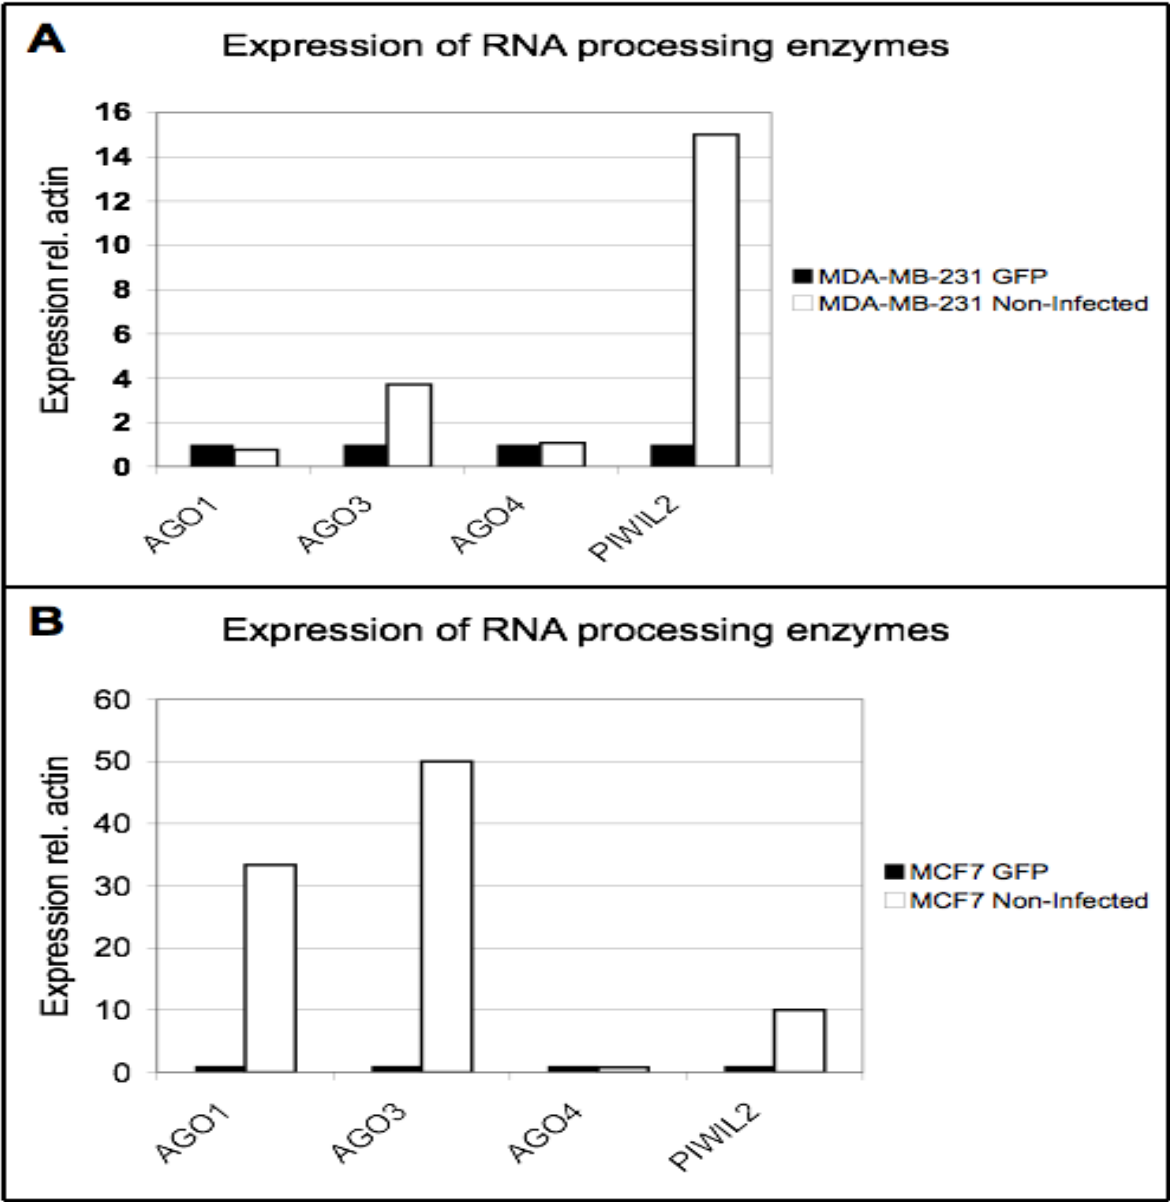 A
Expression of RNA processing enzymes
Expression rel. actin
16
14
12
10
8
6
4
2
0
AGO1
AGO3
AGO4
PIWIL2
MDA-MB-231 GFP
MDA-MB-231 Non-Infected
B
Expression of RNA processing enzymes
Expression rel. actin
60
50
40
30
20
10
0
AGO1
AGO3
AGO4
PIWIL2
MCF7 GFP
MCF7 Non-Infected